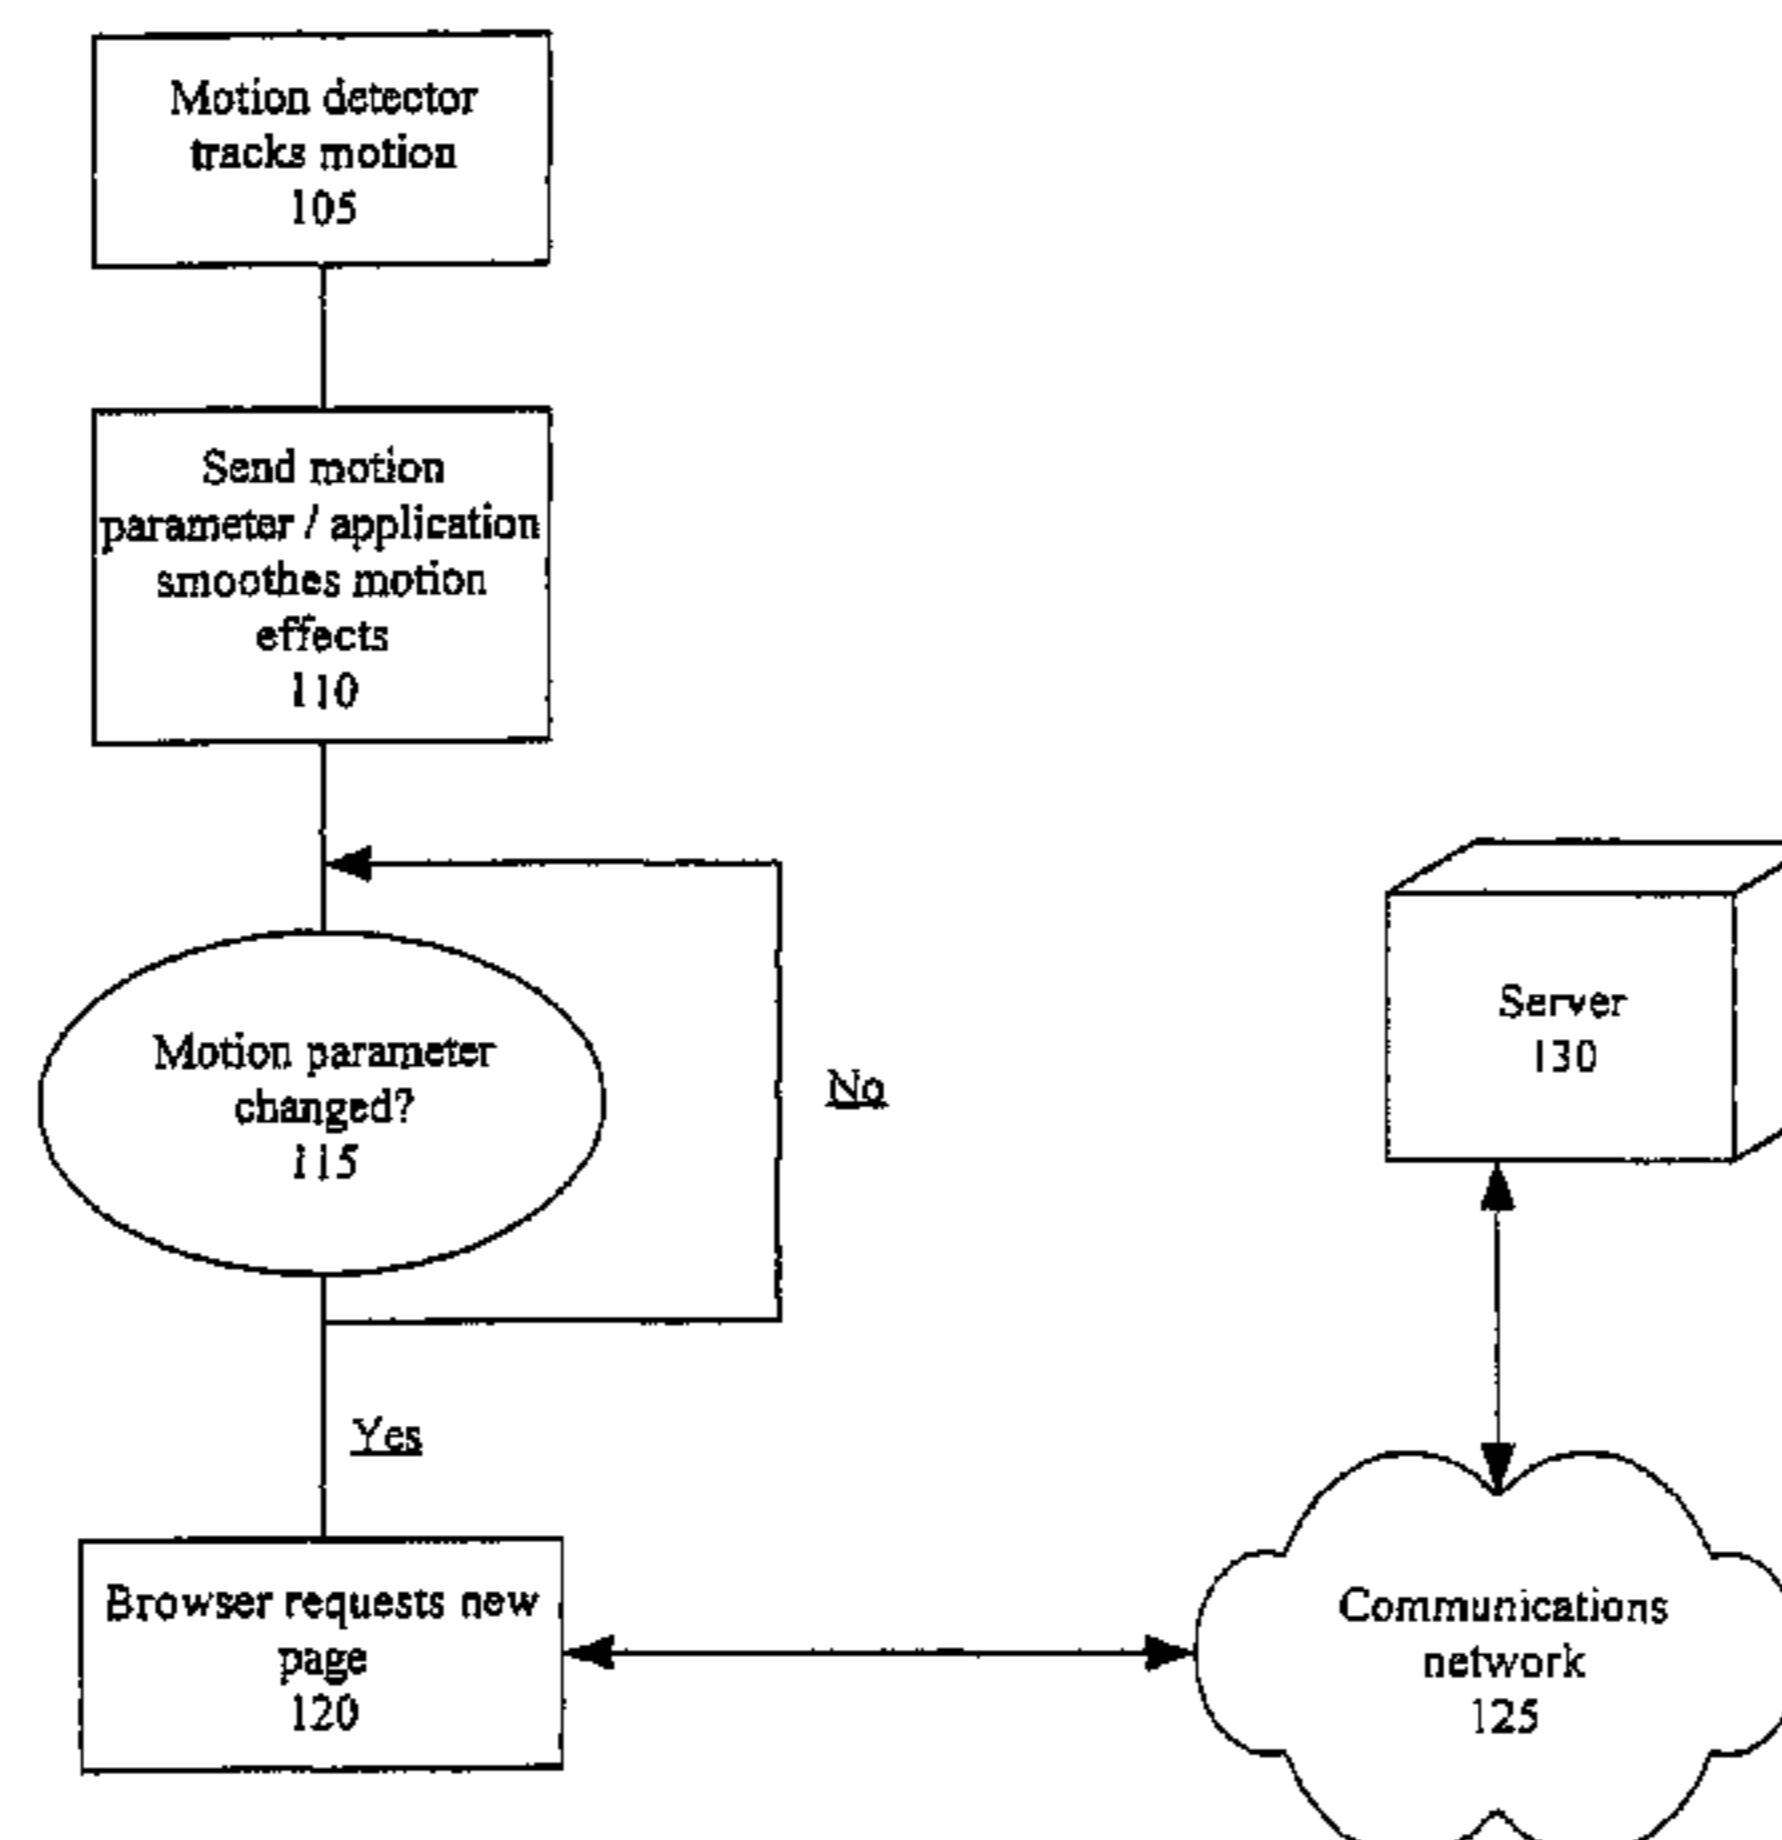 Motion detector
tracks motion
105
Send motion
parameter / application
smoothes motion
effects
110
Motion parameter
changed?
115
No
Server
130
Yes
Browser requests new
page
120
Communications
network
125